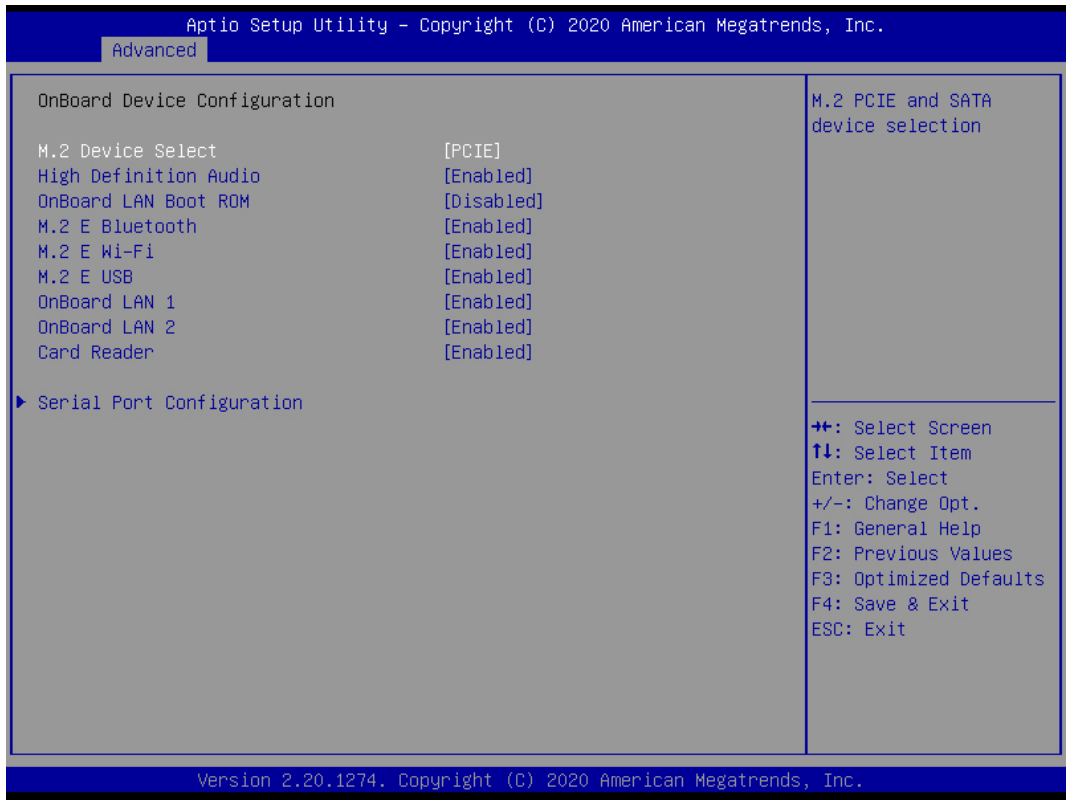 Aptio Setup Utility – Copyright (C) 2020 American Megatrends, Inc.
Advanced
OnBoard Device Configuration
M.2 Device Select [PCIE]
High Definition Audio [Enabled]
OnBoard LAN Boot ROM [Disabled]
M.2 E Bluetooth [Enabled]
M.2 E Wi-Fi [Enabled]
M.2 E USB [Enabled]
OnBoard LAN 1 [Enabled]
OnBoard LAN 2 [Enabled]
Card Reader [Enabled]
Serial Port Configuration
M.2 PCIE and SATA
device selection
→←: Select Screen
↑↓: Select Item
Enter: Select
+/-: Change Opt.
F1: General Help
F2: Previous Values
F3: Optimized Defaults
F4: Save & Exit
ESC: Exit
Version 2.20.1274. Copyright (C) 2020 American Megatrends, Inc.